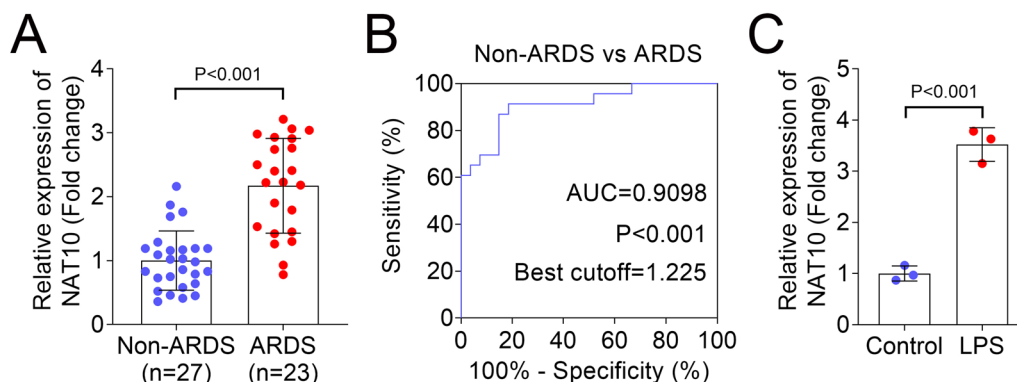 A
Relative expression of
NAT10 (Fold change)
4
3
2
1
0
P<0.001
Non-ARDS
(n=27)
ARDS
(n=23)
B
Non-ARDS vs ARDS
Sensitivity (%)
100
80
60
40
20
0
AUC=0.9098
P<0.001
Best cutoff=1.225
0 20 40 60 80 100
100% - Specificity (%)
C
Relative expression of
NAT10 (Fold change)
5
4
3
2
1
0
P<0.001
Control LPS